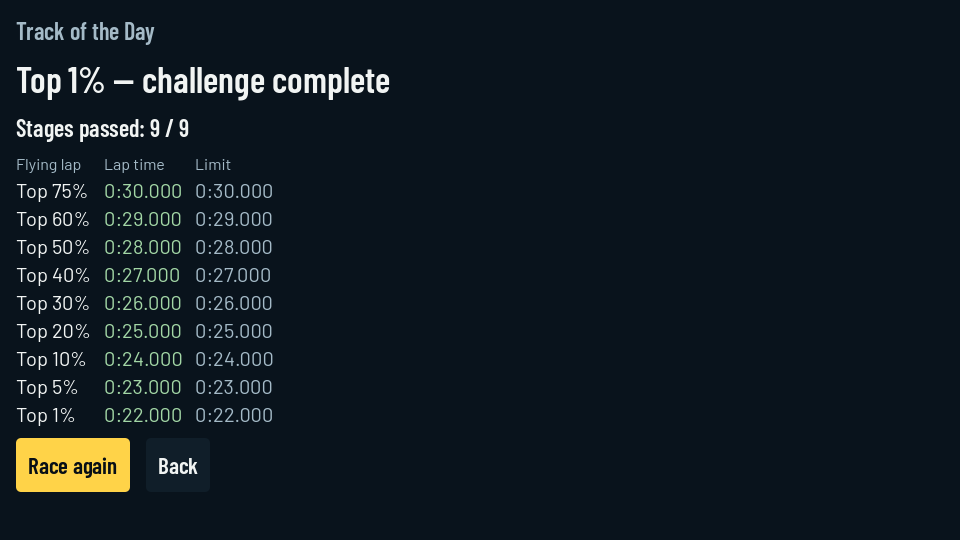 Track of the Day
Top 1% — challenge complete
Stages passed: 9 / 9
Flying lap Lap time Limit
Top 75% 0:30.000 0:30.000
Top 60% 0:29.000 0:29.000
Top 50% 0:28.000 0:28.000
Top 40% 0:27.000 0:27.000
Top 30% 0:26.000 0:26.000
Top 20% 0:25.000 0:25.000
Top 10% 0:24.000 0:24.000
Top 5% 0:23.000 0:23.000
Top 1% 0:22.000 0:22.000
Race again Back